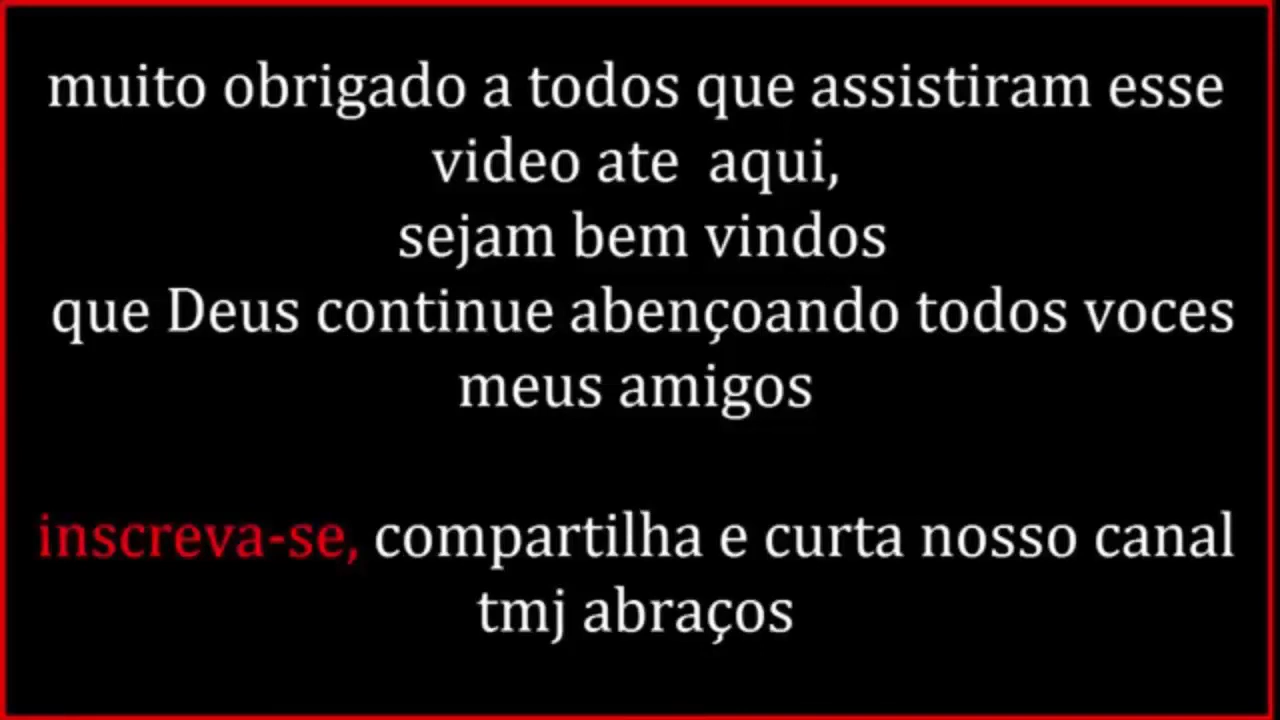 muito obrigado a todos que assistiram esse
video ate  aqui,
sejam bem vindos
que Deus continue abençoando todos voces
meus amigos
inscreva-se, compartilha e curta nosso canal
tmj abraços